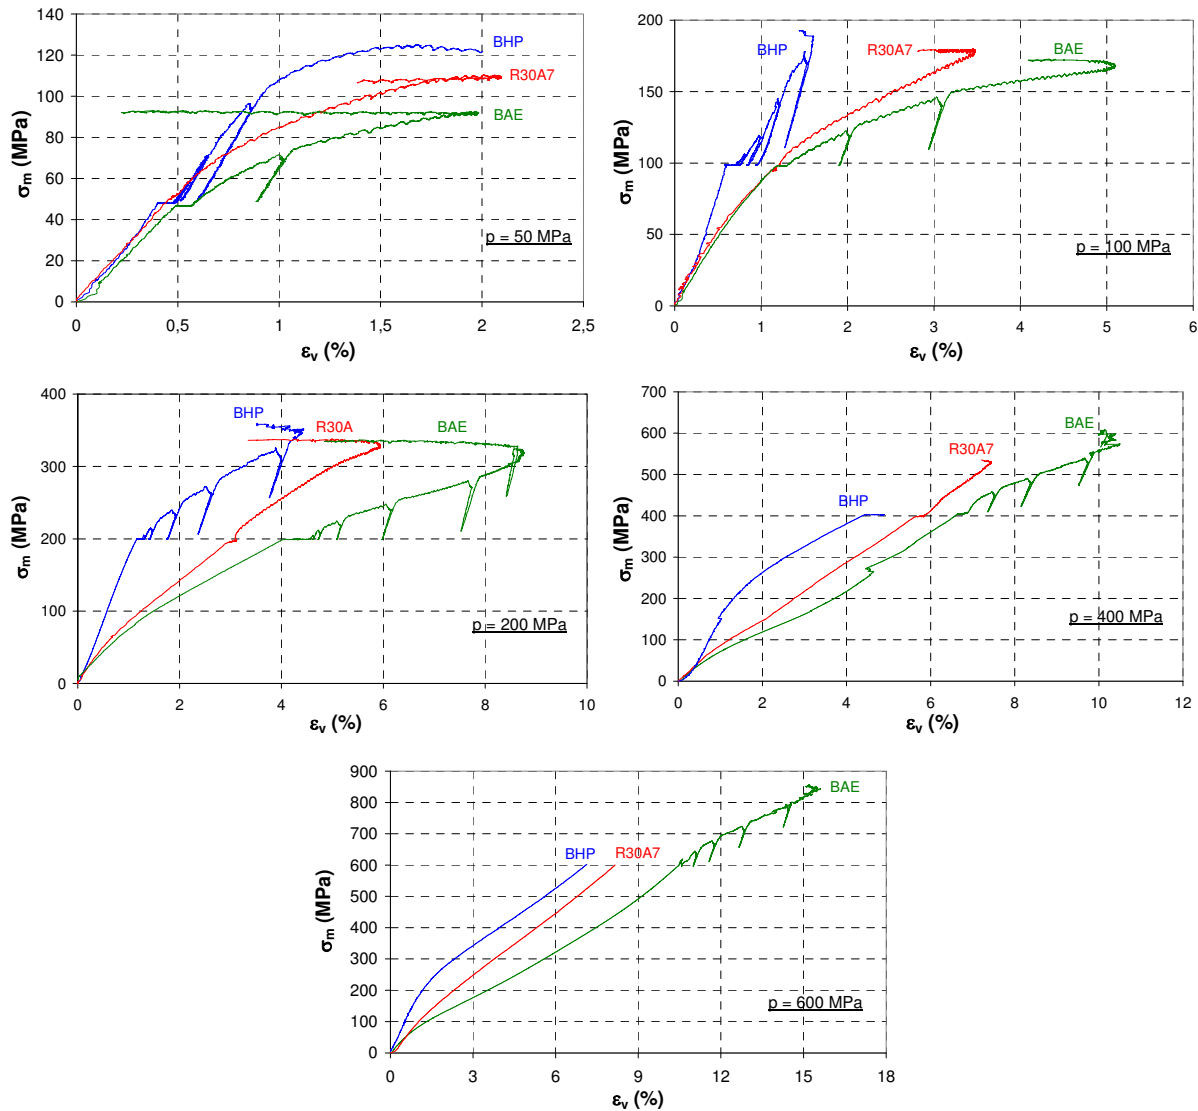 140
120
100
80
60
40
20
0
σm (MPa)
BHP
R30A7
BAE
p = 50 MPa
0 0,5 1 1,5 2 2,5
εv (%)
200
150
100
50
0
σm (MPa)
BHP
R30A7
BAE
p = 100 MPa
0 1 2 3 4 5 6
εv (%)
400
300
200
100
0
σm (MPa)
BHP
R30A
BAE
p = 200 MPa
0 2 4 6 8 10
εv (%)
700
600
500
400
300
200
100
0
σm (MPa)
BHP
R30A7
BAE
p = 400 MPa
0 2 4 6 8 10 12
εv (%)
900
800
700
600
500
400
300
200
100
0
σm (MPa)
BHP
R30A7
BAE
p = 600 MPa
0 3 6 9 12 15 18
εv (%)